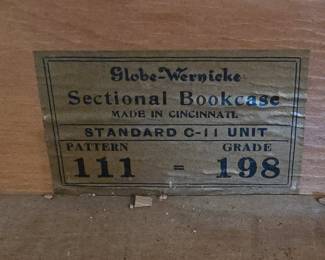 Globe-Wernicke
Sectional Bookcase
MADE IN CINCINNATI.
STANDARD C-11 UNIT
PATTERN GRADE
111 = 198